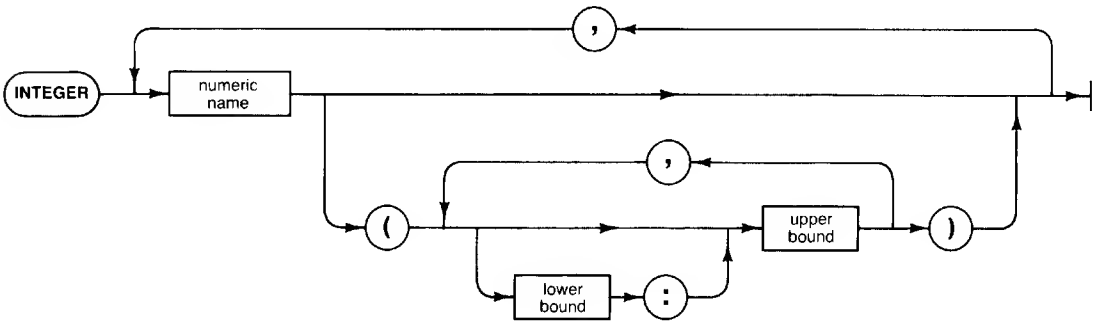 ,
INTEGER
numeric
name
,
(
upper
bound
)
lower
bound
: